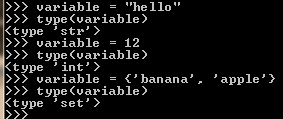 >>> variable = "hello"
>>> type(variable)
<type 'str'>
>>> variable = 12
>>> type(variable)
<type 'int'>
>>> variable = {'banana', 'apple'}
>>> type(variable)
<type 'set'>
>>>